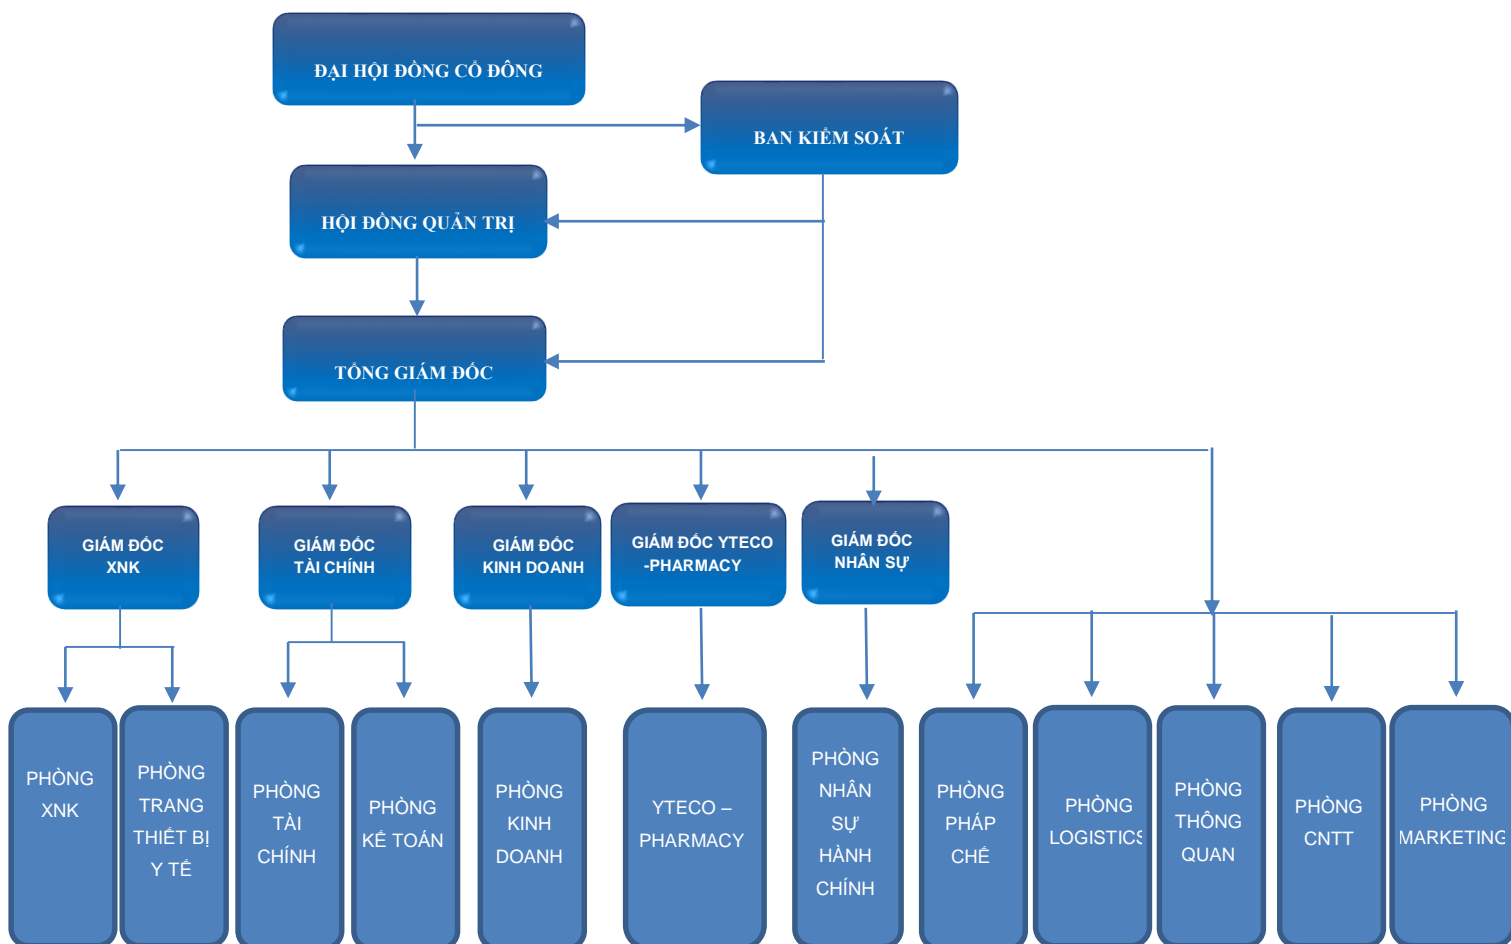 ĐẠI HỘI ĐỒNG CỔ ĐÔNG
BAN KIỂM SOÁT
HỘI ĐỒNG QUẢN TRỊ
TỔNG GIÁM ĐỐC
GIÁM ĐỐC
XNK
GIÁM ĐỐC
TÀI CHÍNH
GIÁM ĐỐC
KINH DOANH
GIÁM ĐỐC YTECO
-PHARMACY
GIÁM ĐỐC
NHÂN SỰ
PHÒNG
XNK
PHÒNG
TRANG
THIẾT BỊ
Y TẾ
PHÒNG
TÀI
CHÍNH
PHÒNG
KẾ TOÁN
PHÒNG
KINH
DOANH
YTECO –
PHARMACY
PHÒNG
NHÂN
SỰ
HÀNH
CHÍNH
PHÒNG
PHÁP
CHẾ
PHÒNG
LOGISTICS
PHÒNG
THÔNG
QUAN
PHÒNG
CNTT
PHÒNG
MARKETING